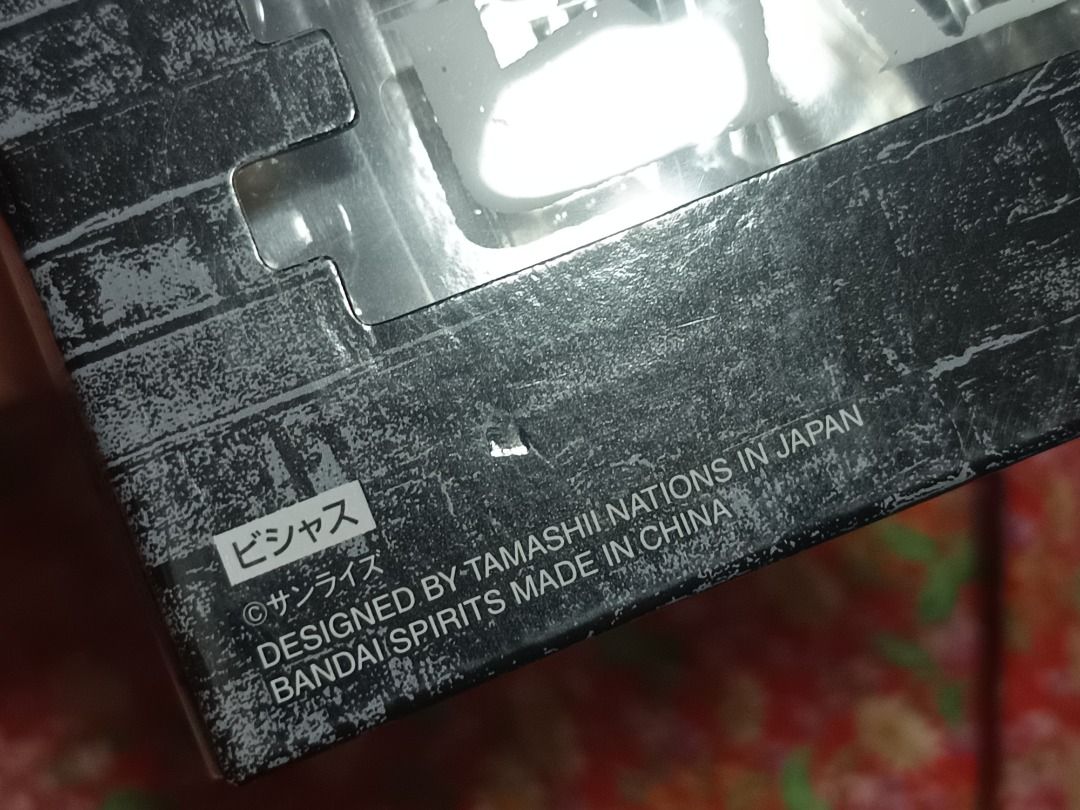 ビシャス
©サンライズ
DESIGNED BY-TAMASHII NATIONS IN JAPAN
BANDAI SPIRITS MADE IN CHINA